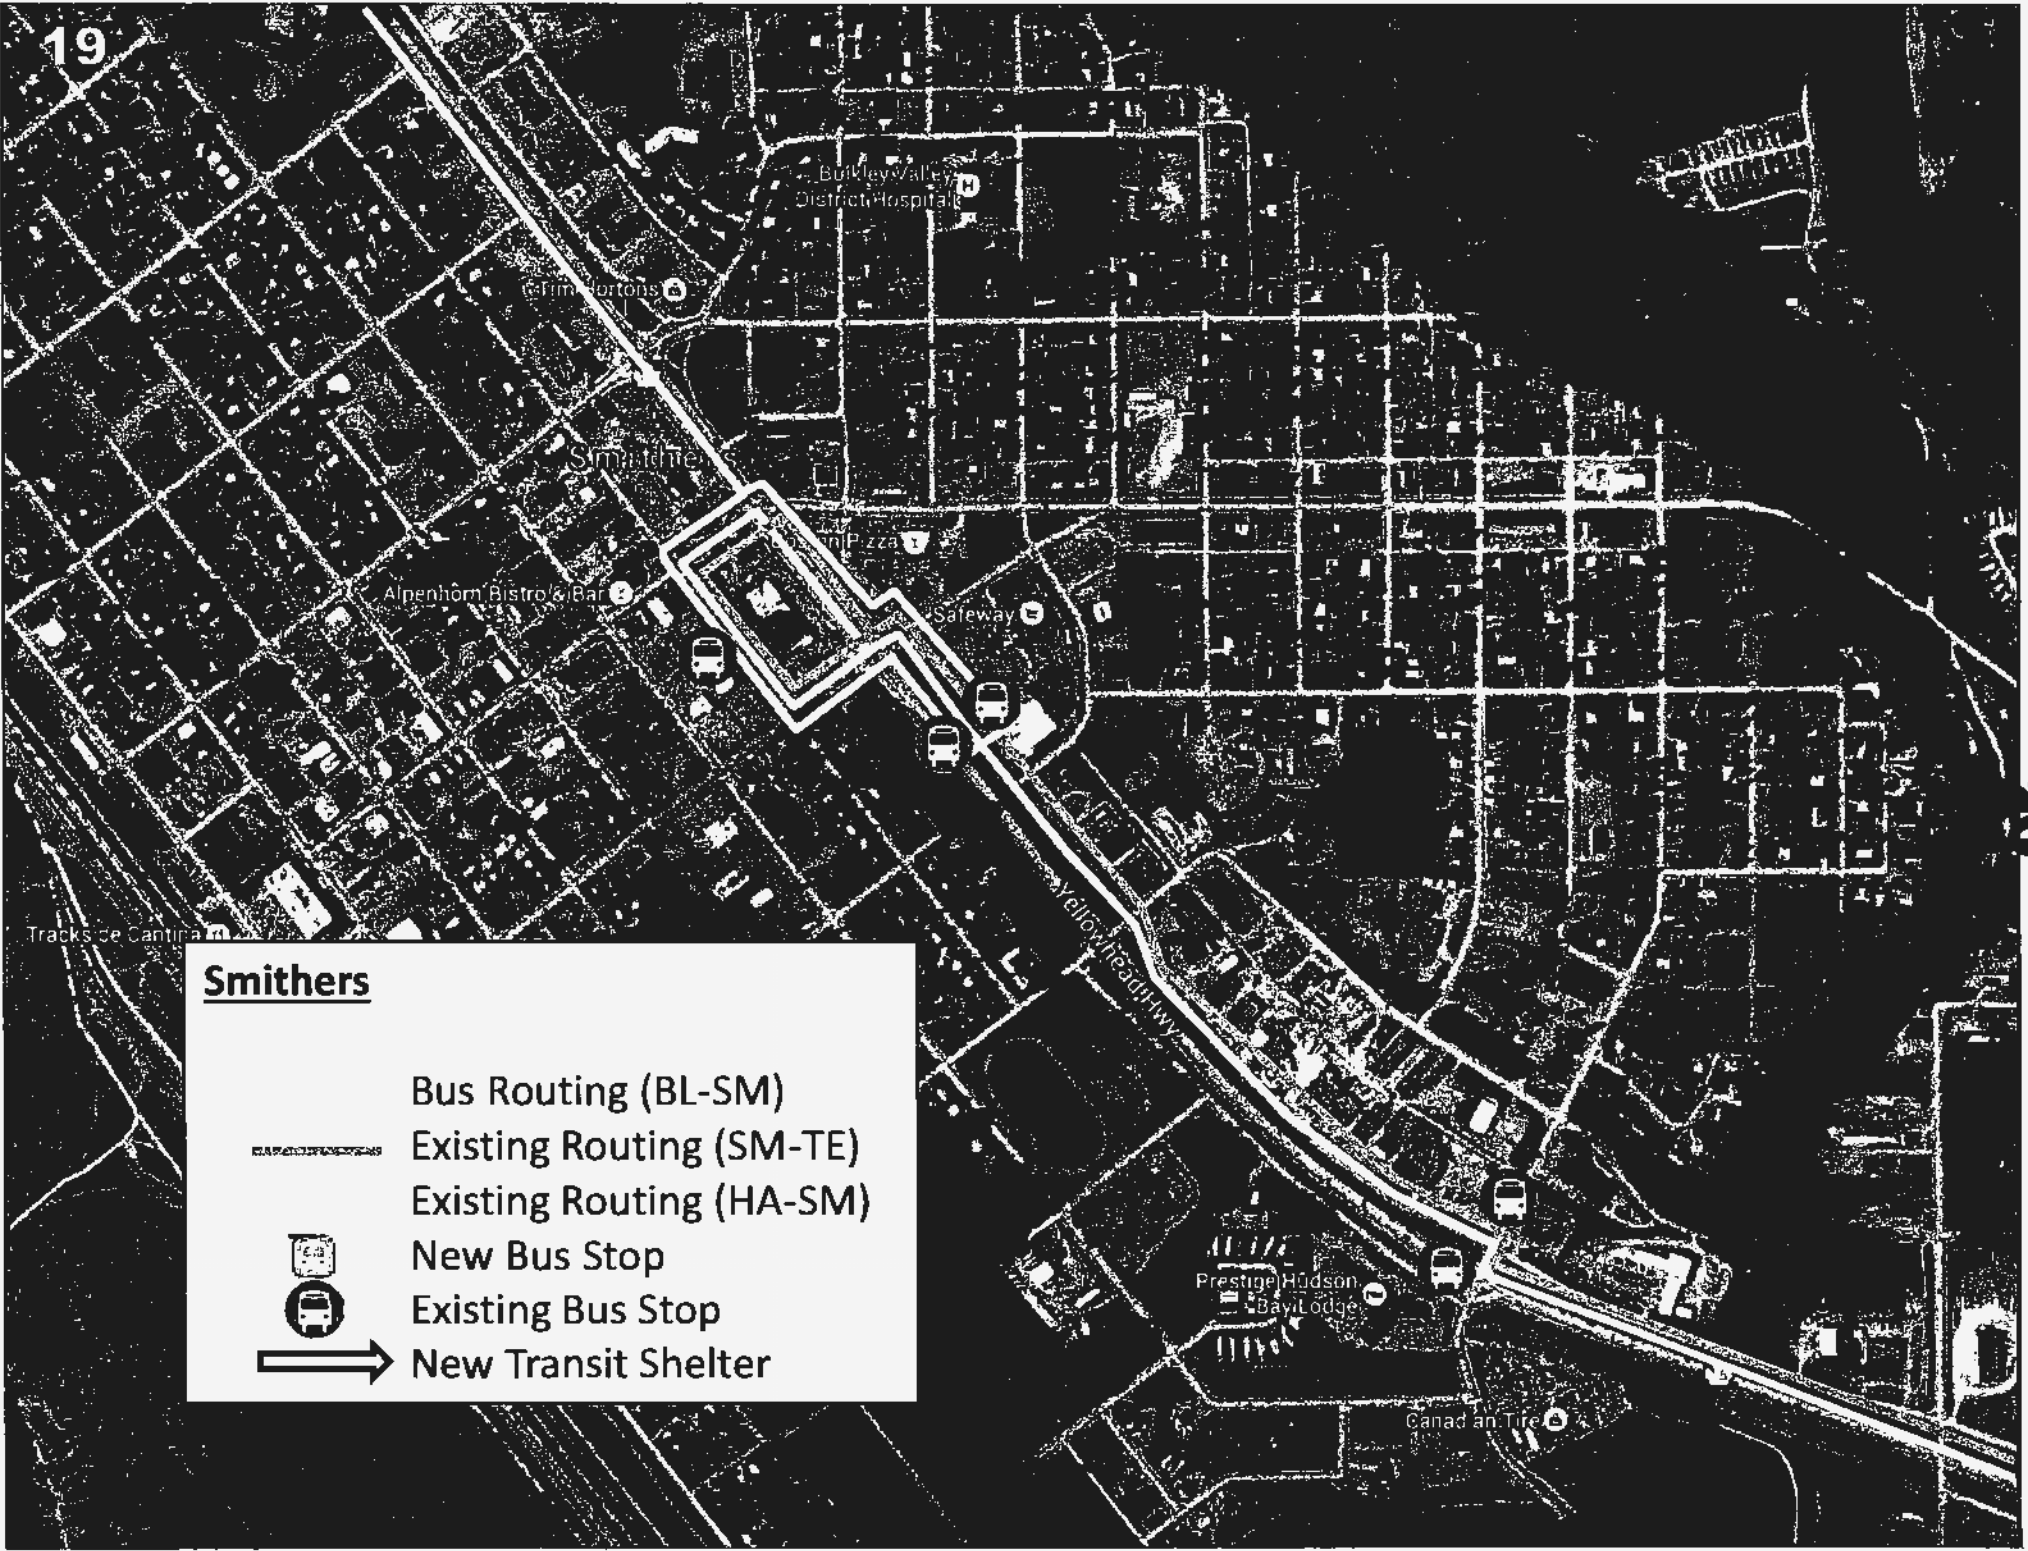 19
Bulkley Valley
District Hospital
Tim Hortons
Smithers
Pizza
Alpenhorn Bistro & Bar
Safeway
Yellowhead Hwy
Tracks de Cantina
Smithers
Bus Routing (BL-SM)
Existing Routing (SM-TE)
Existing Routing (HA-SM)
New Bus Stop
Existing Bus Stop
New Transit Shelter
Prestige Hudson
Bay Lodge
Canadian Tire